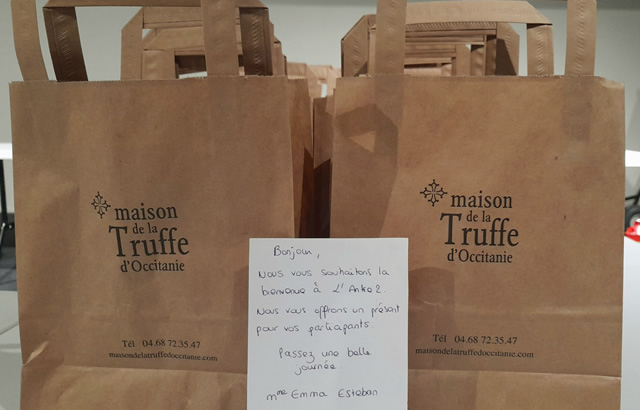 maison
de la
Truffe
d'Occitanie
Tél 04.68 72.35.47
maisondelatruffedoccitanie.com
maison
de la
Truffe
d'Occitanie
Tél 04.68 72.35.47
maisondelatruffedoccitanie.com
Bonjour,
Nous vous souhaitons la
bienvenue à L'Anke 2.
Nous vous offrons un présent
pour vos participants.
Passez une belle
journée
Mme Emma Esteban